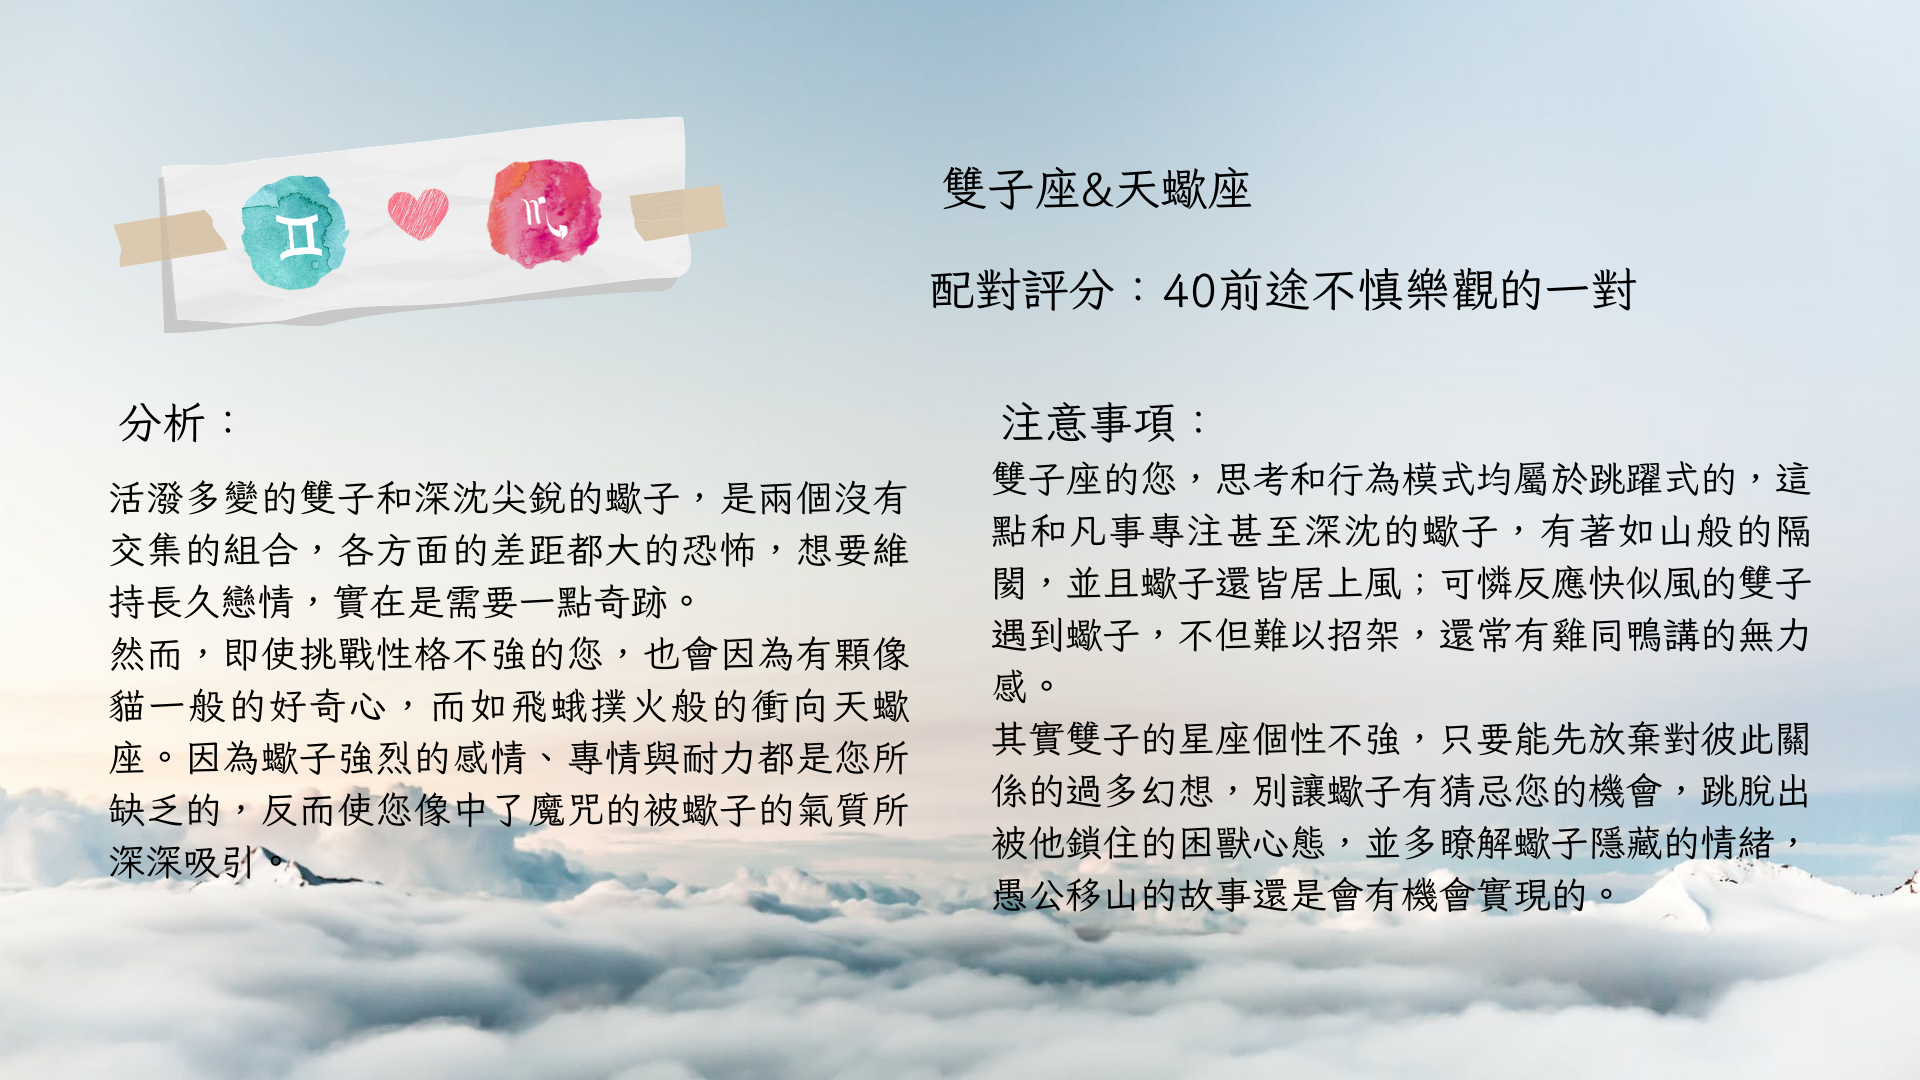 雙子座&天蠍座
配對評分：40前途不慎樂觀的一對
分析：
活潑多變的雙子和深沈尖銳的蠍子，是兩個沒有
交集的組合，各方面的差距都大的恐怖，想要維
持長久戀情，實在是需要一點奇跡。
然而，即使挑戰性格不強的您，也會因為有顆像
貓一般的好奇心，而如飛蛾撲火般的衝向天蠍
座。因為蠍子強烈的感情、專情與耐力都是您所
缺乏的，反而使您像中了魔咒的被蠍子的氣質所
深深吸引。
注意事項：
雙子座的您，思考和行為模式均屬於跳躍式的，這
點和凡事專注甚至深沈的蠍子，有著如山般的隔
閡，並且蠍子還皆居上風；可憐反應快似風的雙子
遇到蠍子，不但難以招架，還常有雞同鴨講的無力
感。
其實雙子的星座個性不強，只要能先放棄對彼此關
係的過多幻想，別讓蠍子有猜忌您的機會，跳脫出
被他鎖住的困獸心態，並多瞭解蠍子隱藏的情緒，
愚公移山的故事還是會有機會實現的。